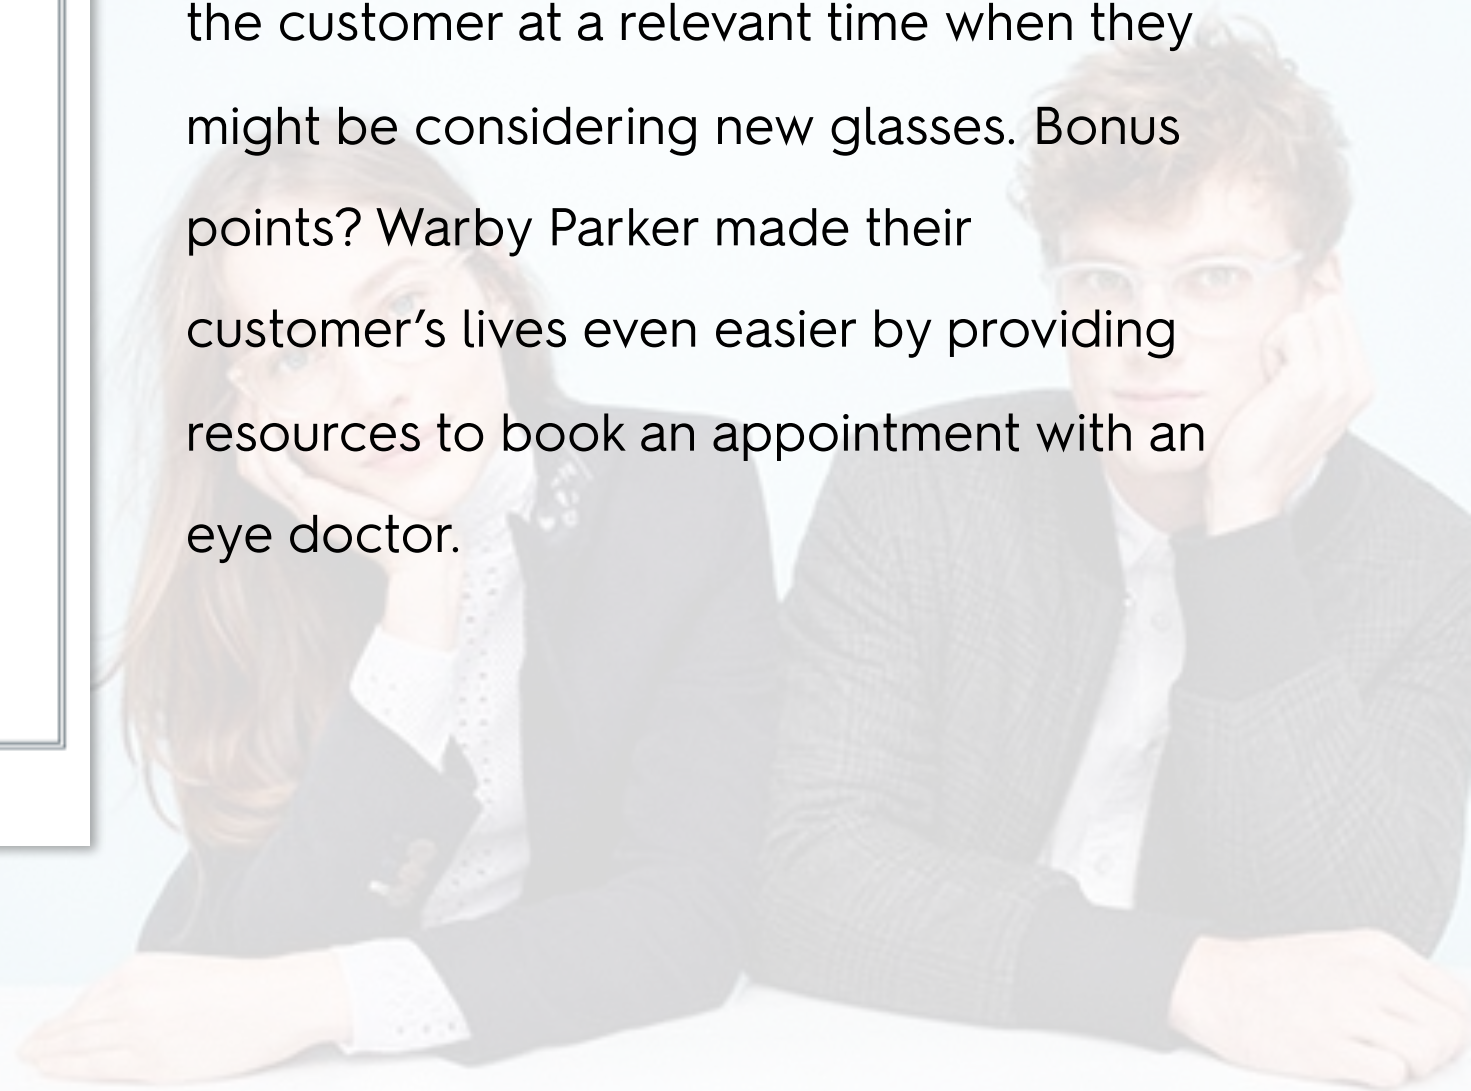 the customer at a relevant time when they
might be considering new glasses. Bonus
points? Warby Parker made their
customer’s lives even easier by providing
resources to book an appointment with an
eye doctor.